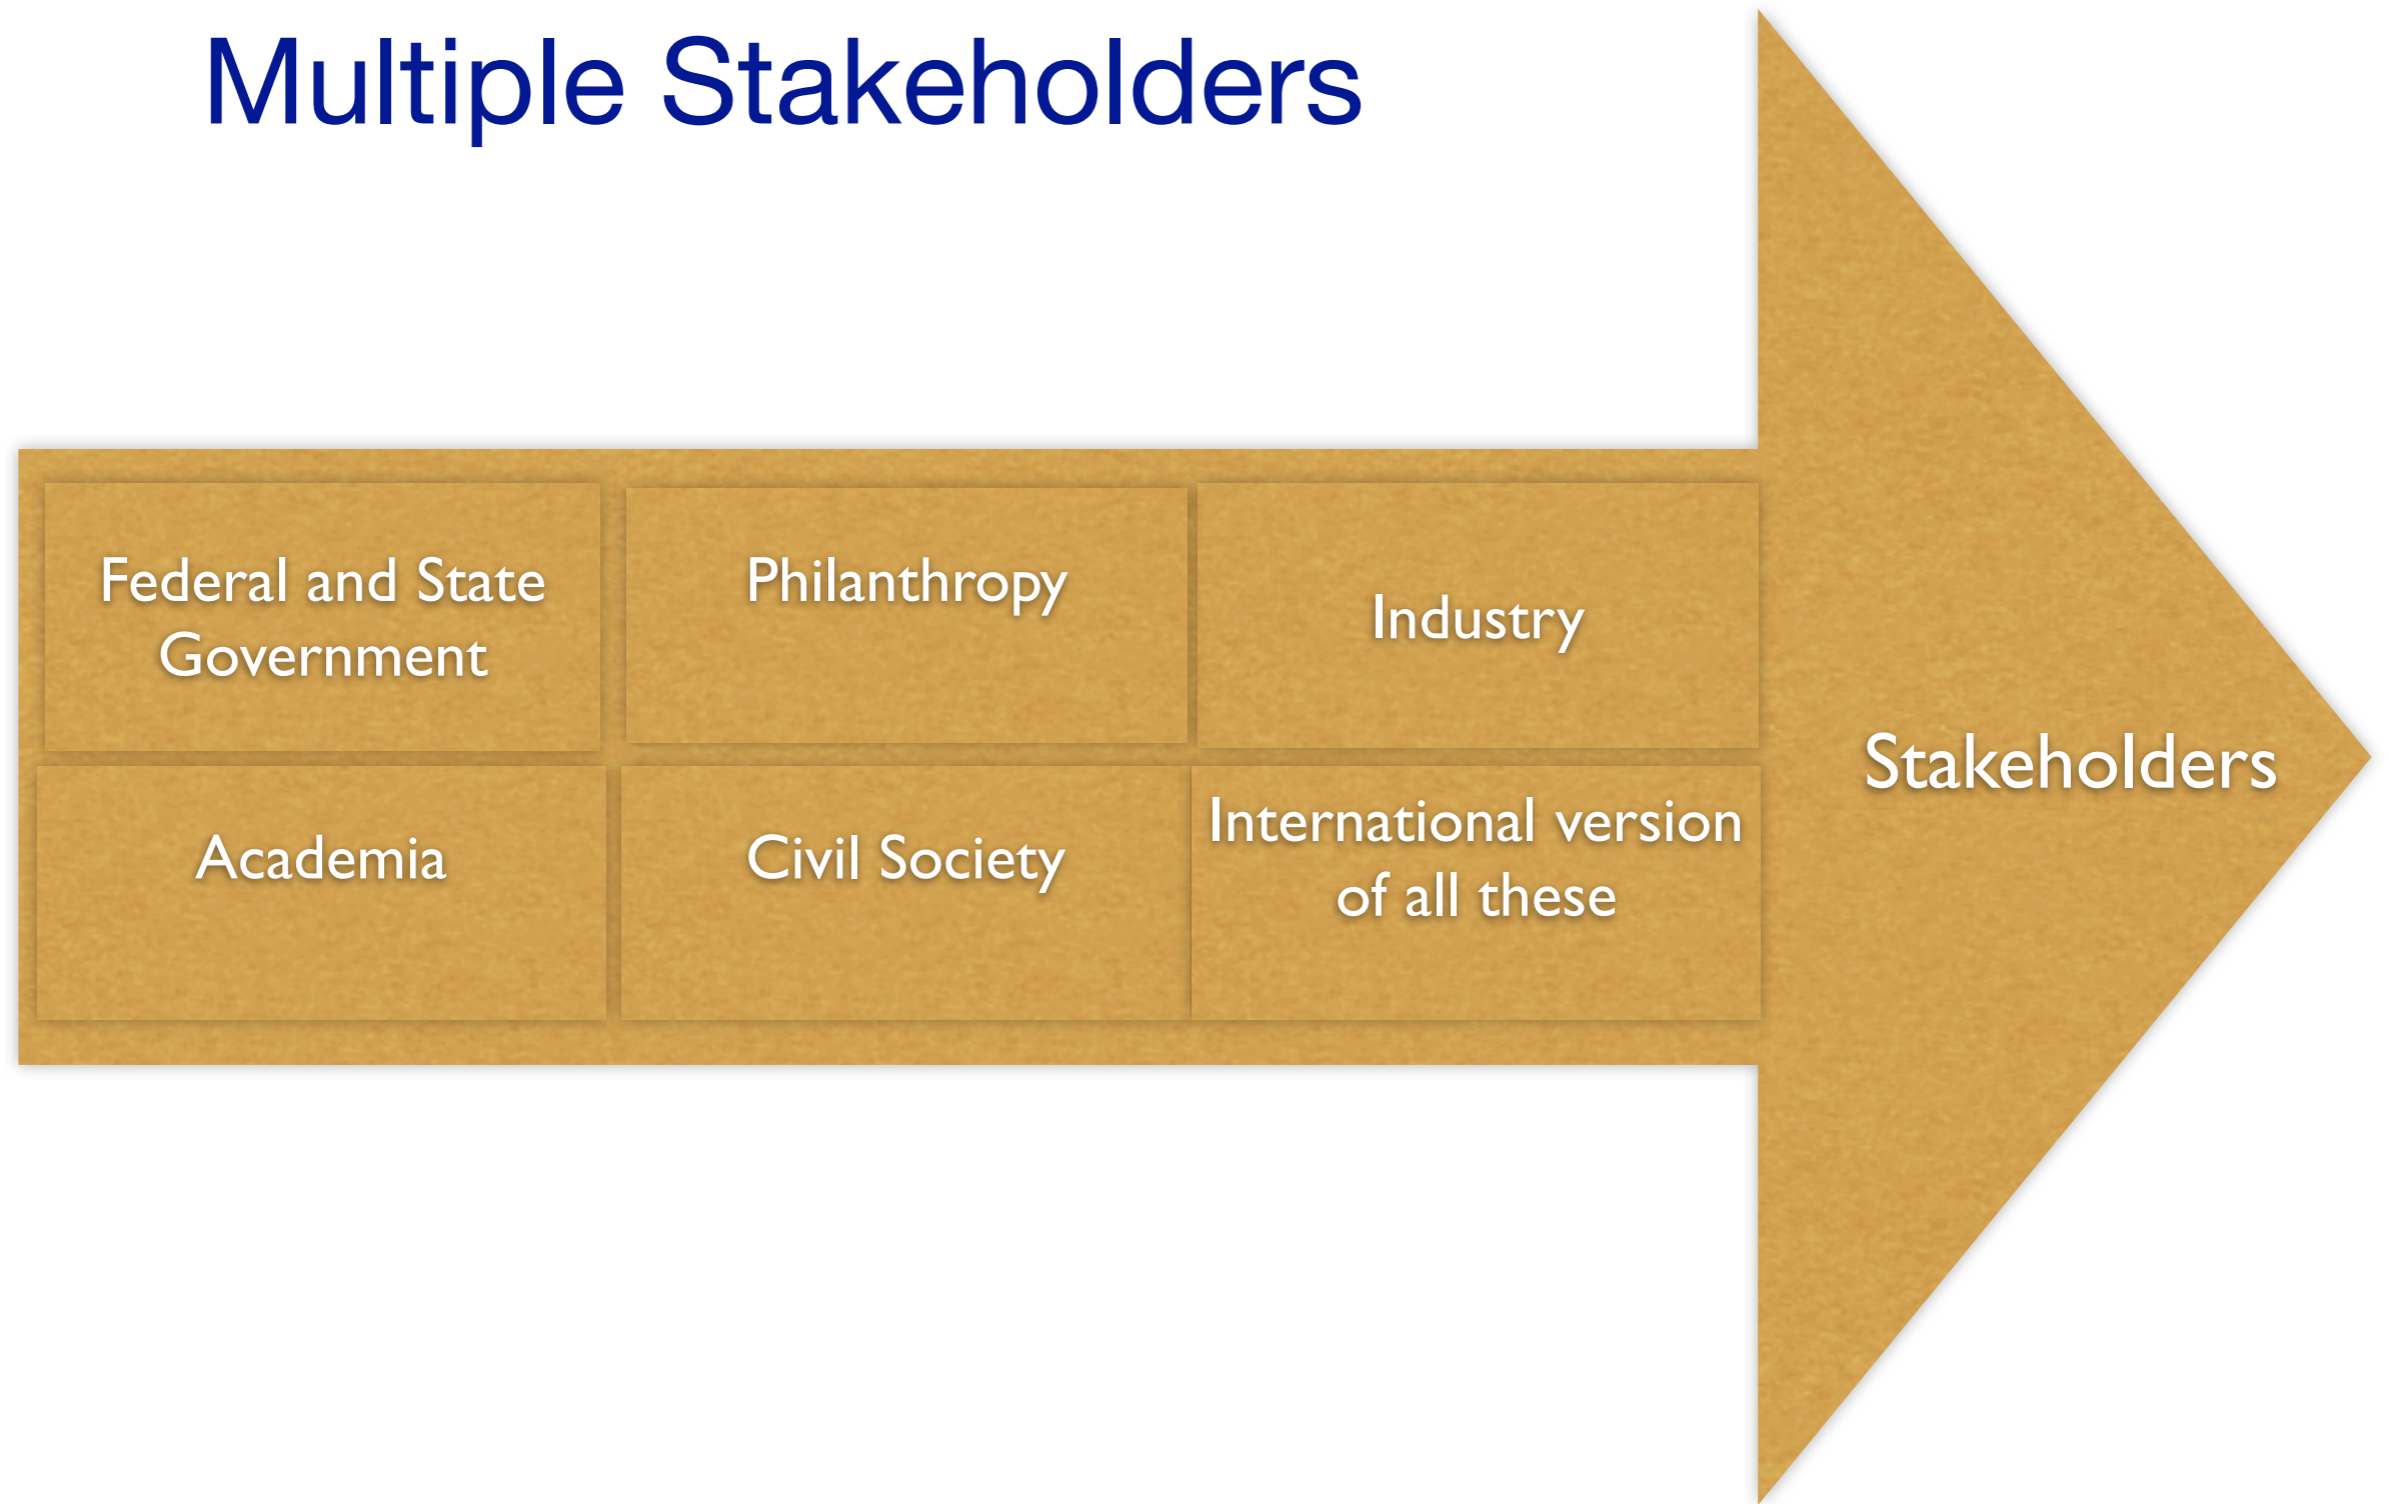 Multiple Stakeholders
Federal and State
Government
Philanthropy
Industry
Academia
Civil Society
International version
of all these
Stakeholders